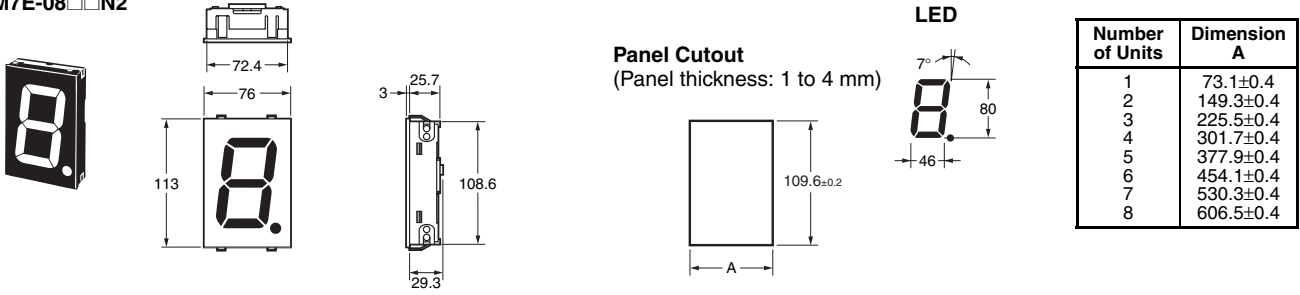 M7E-08□□N2
72.4
76
113
3
25.7
108.6
29.3
Panel Cutout
(Panel thickness: 1 to 4 mm)
109.6±0.2
A
LED
7°
80
46
Number of Units
Dimension A
1 73.1±0.4
2 149.3±0.4
3 225.5±0.4
4 301.7±0.4
5 377.9±0.4
6 454.1±0.4
7 530.3±0.4
8 606.5±0.4